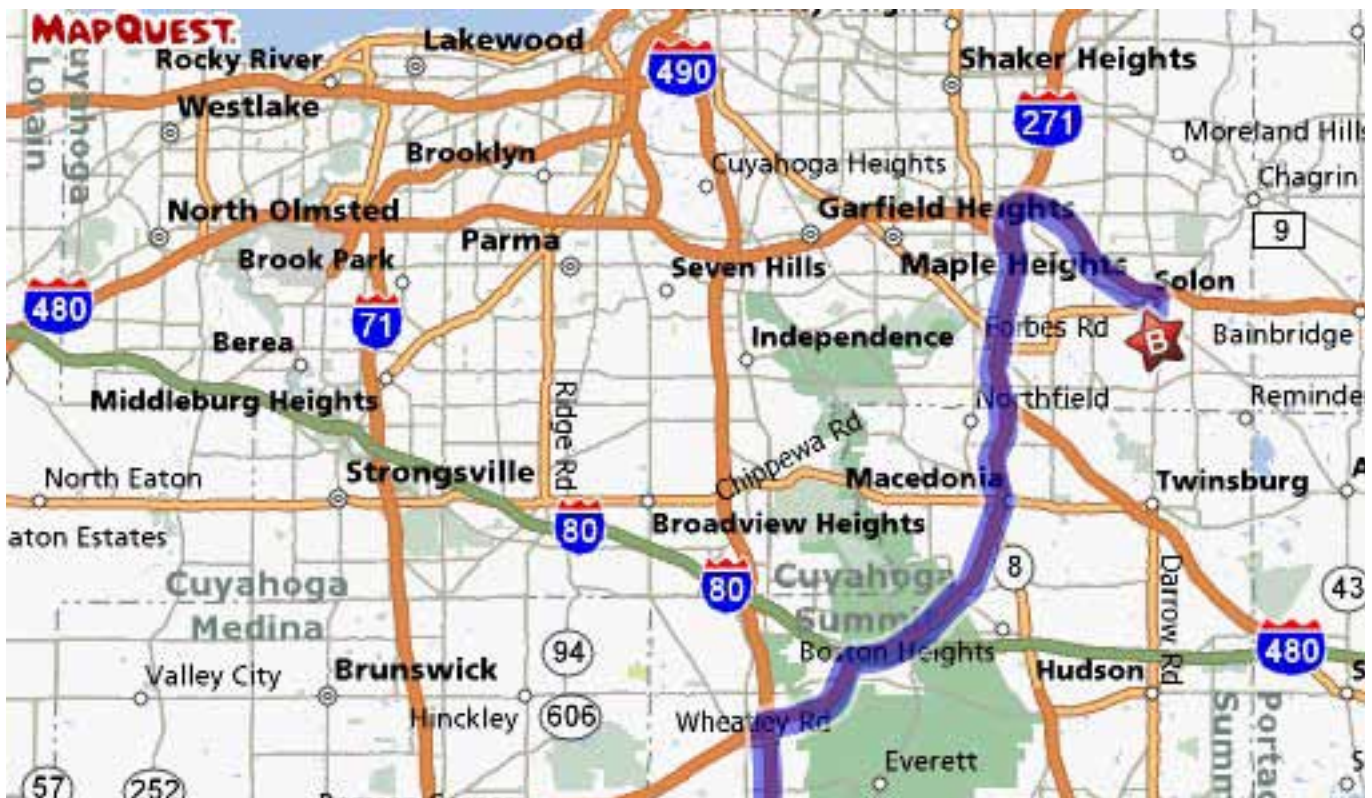 MAPQUEST.
Lakewood
490
Shaker Heights
Rocky River
Westlake
271
Moreland Hill
Cuyahoga
Lorain
Brooklyn
Cuyahoga Heights
Chagrin
North Olmsted
Garfield Heights
9
Parma
Brook Park
Seven Hills
Maple Heights
Solon
480
71
Berea
Independence
Forbes Rd
B
Bainbridge
Middleburg Heights
Ridge Rd
Northfield
Reminde
Chippewa Rd
North Eaton
Strongsville
Macedonia
Twinsburg
A
80
Broadview Heights
aton Estates
Cuyahoga
Medina
80
Cuyahoga
Summit
8
Darrow Rd
43
94
Boston Heights
480
Valley City
Brunswick
Hudson
S
Hinckley
606
Wheatley Rd
Summ
Portag
Everett
S
57
252